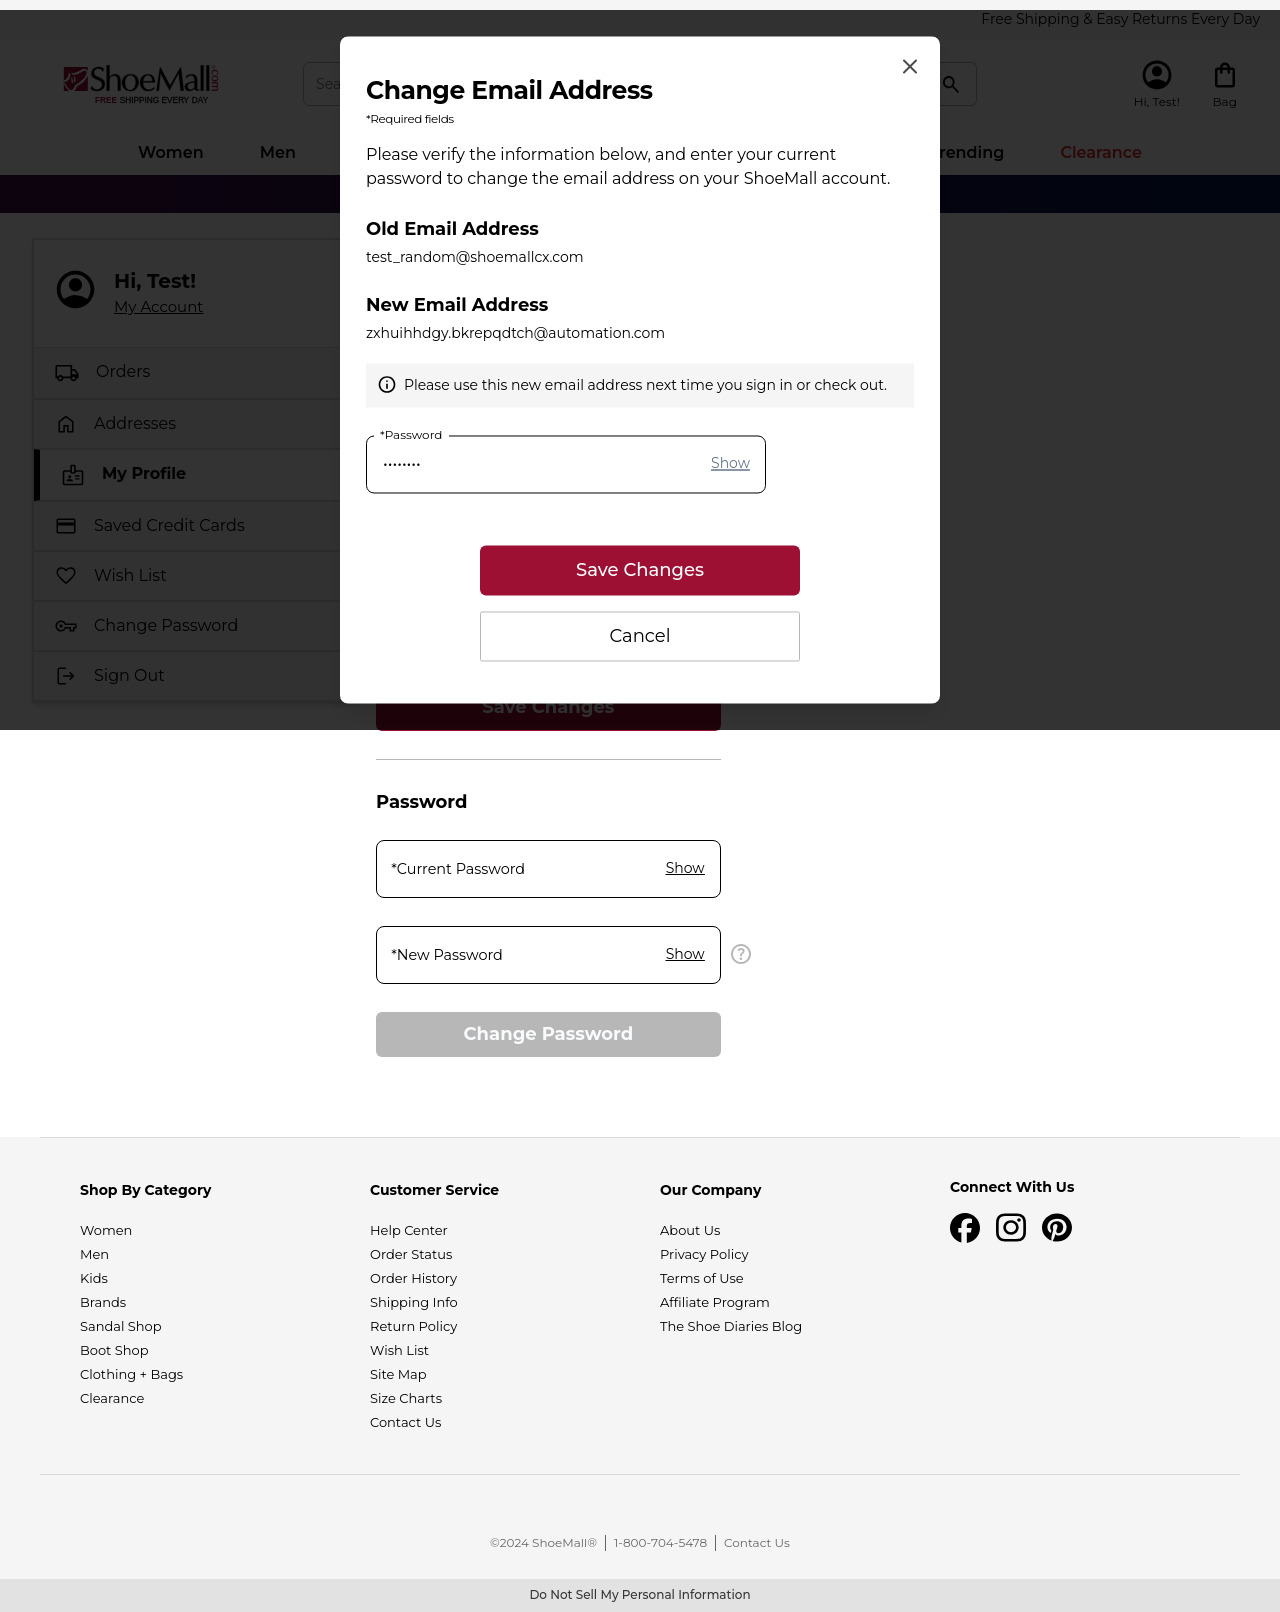 Free Shipping & Easy Returns Every Day
ShoeMall.com
FREE SHIPPING EVERY DAY
Sea
Hi, Test!
Bag
Women
Men
rending
Clearance
Change Email Address
*Required fields
Please verify the information below, and enter your current
password to change the email address on your ShoeMall account.
Old Email Address
test_random@shoemallcx.com
New Email Address
zxhuihhdgy.bkrepqdtch@automation.com
Please use this new email address next time you sign in or check out.
*Password
••••••••
Show
Save Changes
Cancel
Hi, Test!
My Account
Orders
Addresses
My Profile
Saved Credit Cards
Wish List
Change Password
Sign Out
Save Changes
Password
*Current Password
Show
*New Password
Show
Change Password
Shop By Category
Women
Men
Kids
Brands
Sandal Shop
Boot Shop
Clothing + Bags
Clearance
Customer Service
Help Center
Order Status
Order History
Shipping Info
Return Policy
Wish List
Site Map
Size Charts
Contact Us
Our Company
About Us
Privacy Policy
Terms of Use
Affiliate Program
The Shoe Diaries Blog
Connect With Us
©2024 ShoeMall® | 1-800-704-5478 | Contact Us
Do Not Sell My Personal Information